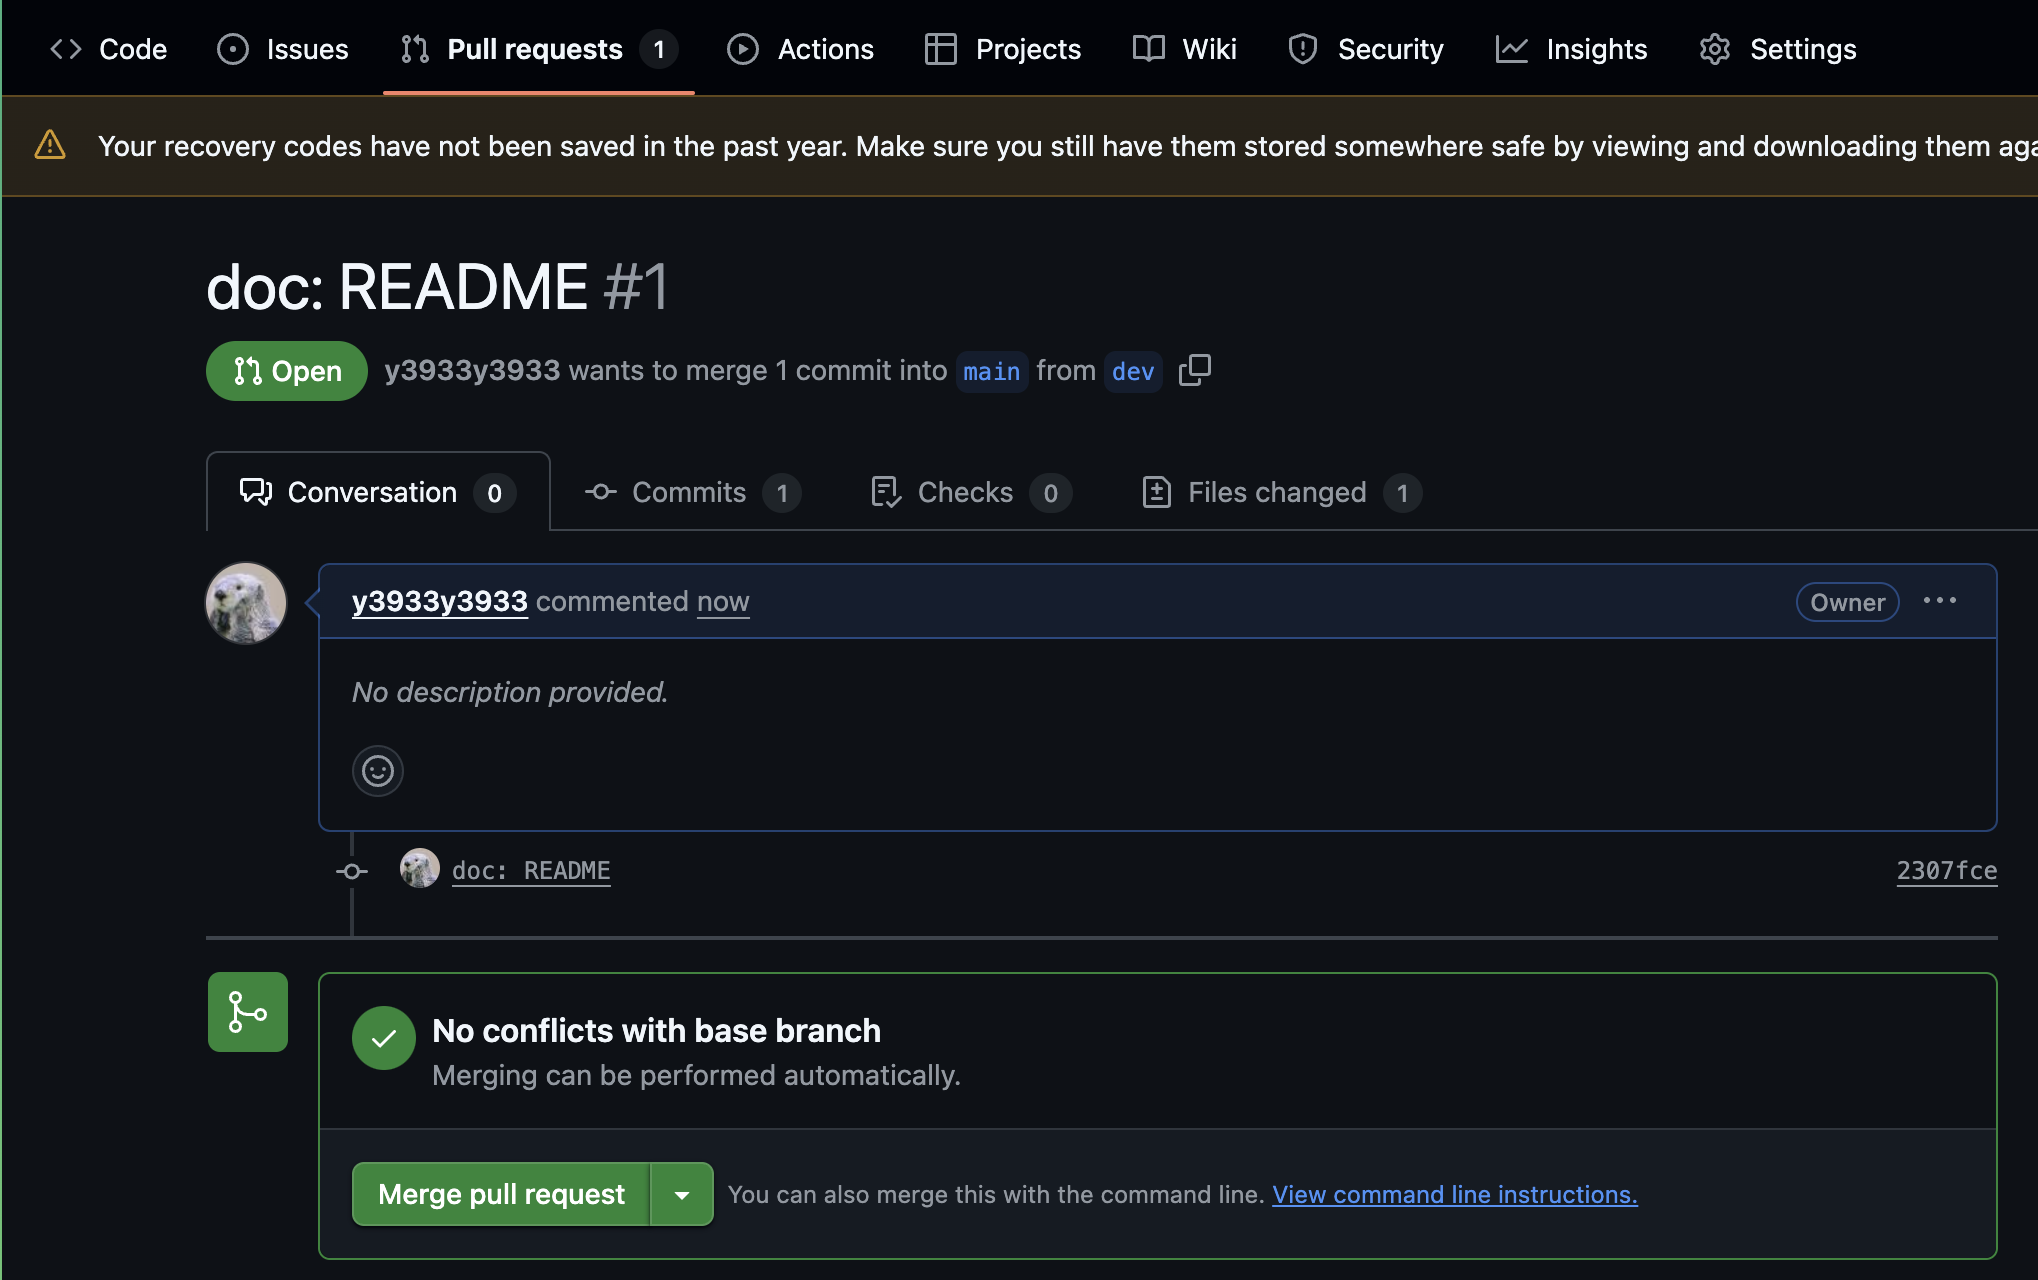 Code Issues Pull requests 1 Actions Projects Wiki Security Insights Settings
Your recovery codes have not been saved in the past year. Make sure you still have them stored somewhere safe by viewing and downloading them aga
doc: README #1
Open y3933y3933 wants to merge 1 commit into main from dev
Conversation 0 Commits 1 Checks 0 Files changed 1
y3933y3933 commented now Owner
No description provided.
doc: README 2307fce
No conflicts with base branch
Merging can be performed automatically.
Merge pull request You can also merge this with the command line. View command line instructions.